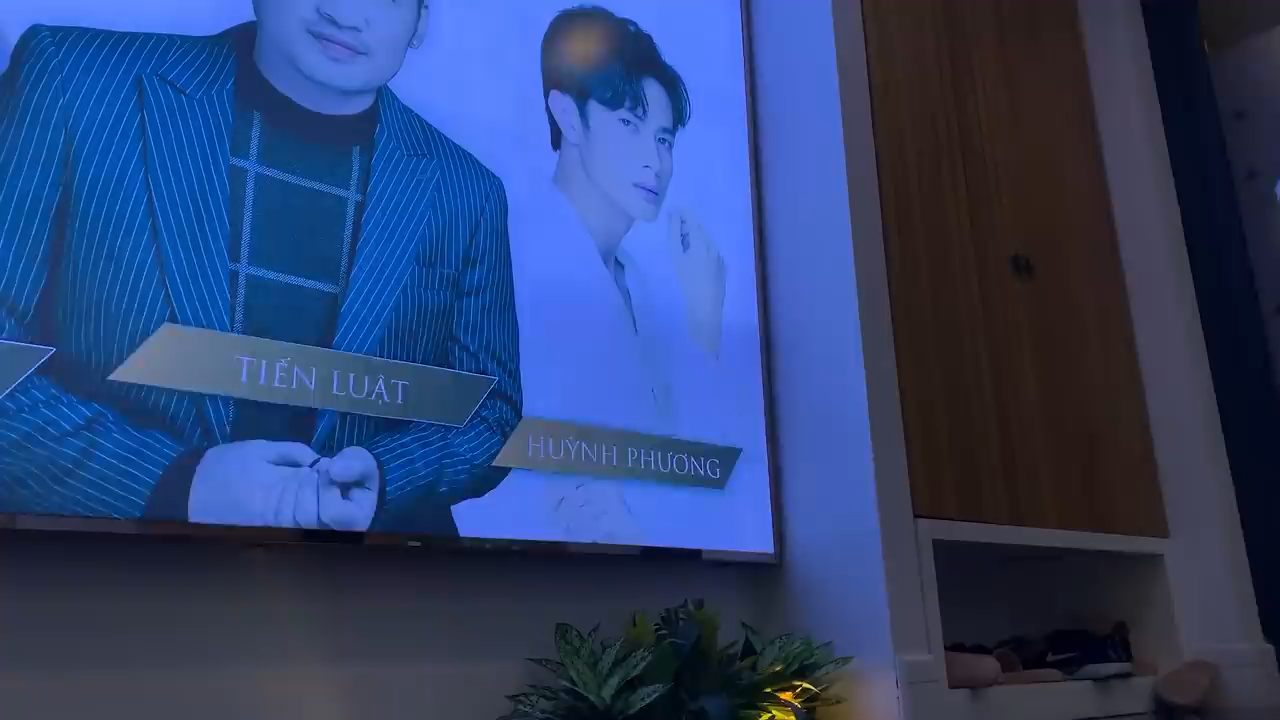 TIẾN LUẬT
HUỲNH PHƯƠNG